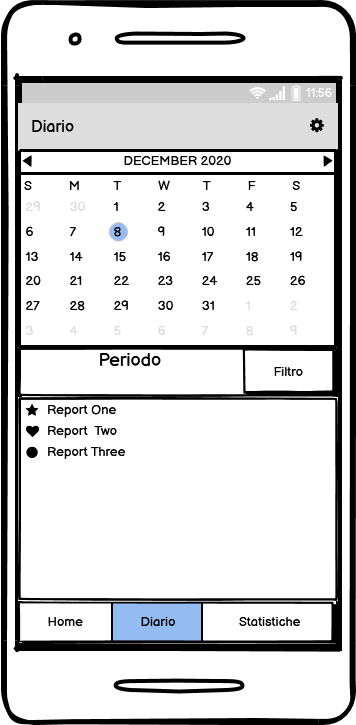 11:56
Diario
DECEMBER 2020
S M T W T F S
29 30 1 2 3 4 5
6 7 8 9 10 11 12
13 14 15 16 17 18 19
20 21 22 23 24 25 26
27 28 29 30 31 1 2
3 4 5 6 7 8 9
Periodo
Filtro
Report One
Report Two
Report Three
Home Diario Statistiche